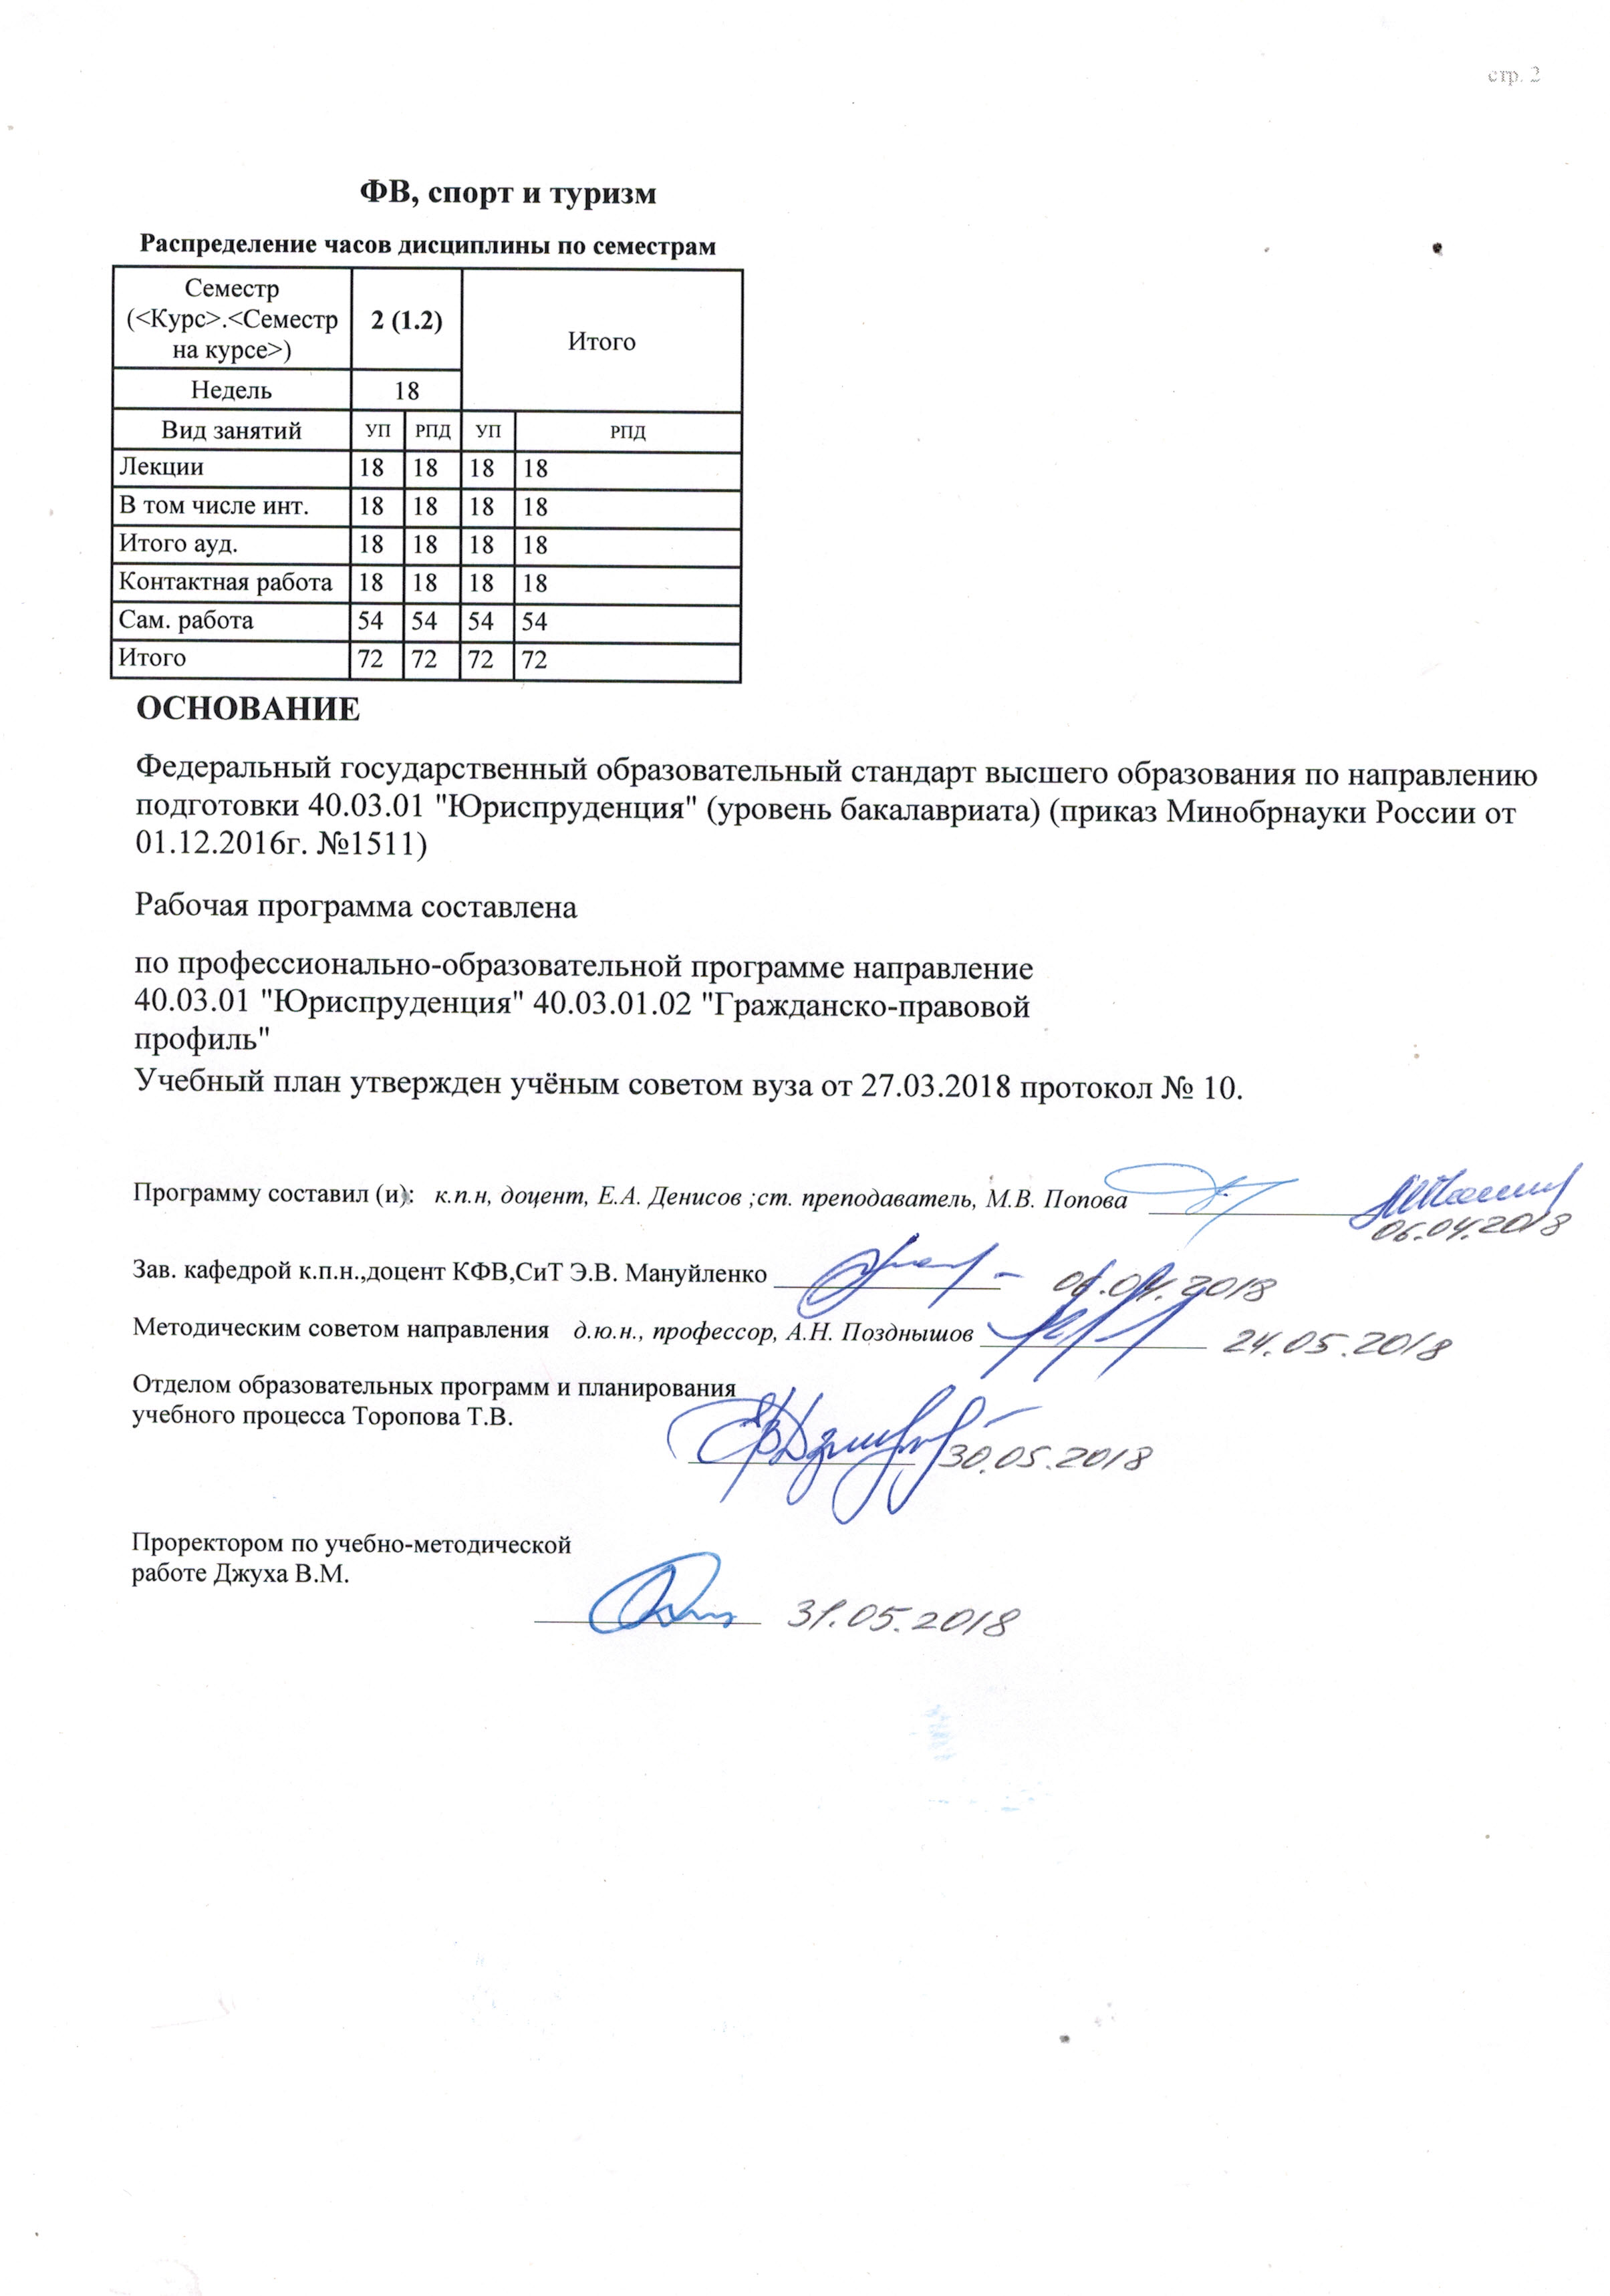 стр. 2
ФВ, спорт и туризм
Распределение часов дисциплины по семестрам
Семестр
(<Курс>.<Семестр
на курсе>)
2 (1.2)
Итого
Недель 18
Вид занятий УП РПД УП РПД
Лекции 18 18 18 18
В том числе инт. 18 18 18 18
Итого ауд. 18 18 18 18
Контактная работа 18 18 18 18
Сам. работа 54 54 54 54
Итого 72 72 72 72
ОСНОВАНИЕ
Федеральный государственный образовательный стандарт высшего образования по направлению
подготовки 40.03.01 "Юриспруденция" (уровень бакалавриата) (приказ Минобрнауки России от
01.12.2016г. №1511)
Рабочая программа составлена
по профессионально-образовательной программе направление
40.03.01 "Юриспруденция" 40.03.01.02 "Гражданско-правовой
профиль"
Учебный план утвержден учёным советом вуза от 27.03.2018 протокол № 10.
Программу составил (и): к.п.н, доцент, Е.А. Денисов ;ст. преподаватель, М.В. Попова
06.04.2018
Зав. кафедрой к.п.н.,доцент КФВ,СиТ Э.В. Мануйленко 06.04.2018
Методическим советом направления д.ю.н., профессор, А.Н. Позднышов 24.05.2018
Отделом образовательных программ и планирования
учебного процесса Торопова Т.В.
30.05.2018
Проректором по учебно-методической
работе Джуха В.М.
31.05.2018